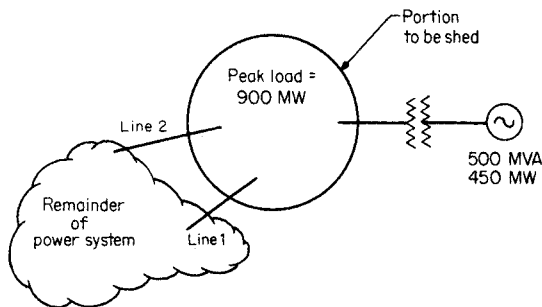 Portion
to be shed
Peak load =
900 MW
Line 2
500 MVA
450 MW
Remainder
of
power system
Line 1